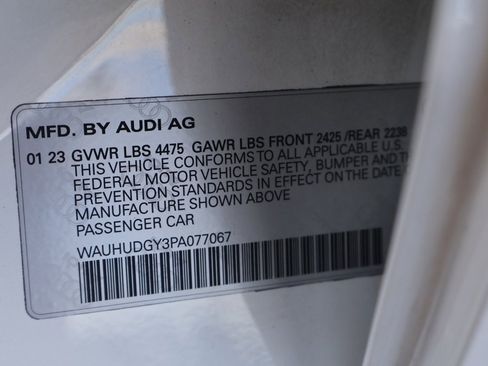 MFD. BY AUDI AG
01 23 GVWR LBS 4475 GAWR LBS FRONT 2425 /REAR 2238
THIS VEHICLE CONFORMS TO ALL APPLICABLE U.S.
FEDERAL MOTOR VEHICLE SAFETY, BUMPER AND TH
PREVENTION STANDARDS IN EFFECT ON THE DATE
MANUFACTURE SHOWN ABOVE
PASSENGER CAR
WAUHUDGY3PA077067